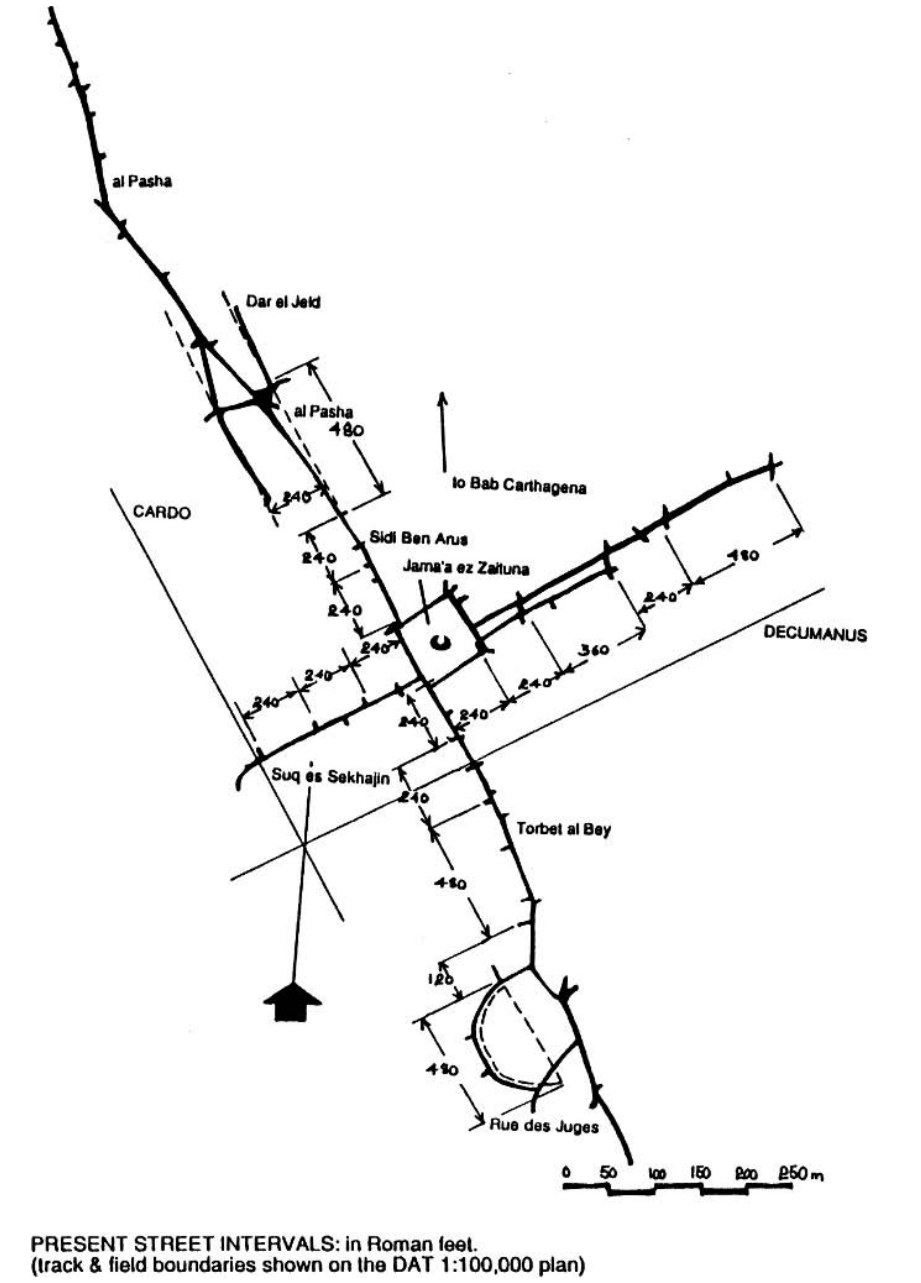 al Pasha
Dar el Jeld
al Pasha
480
240
to Bab Carthagena
CARDO
Sidi Ben Arus
240
Jama'a ez Zaituna
480
240
240
240
DECUMANUS
360
240
240
240
240
240
Suq es Sekhajin
240
Torbet al Bey
480
120
480
Rue des Juges
0 50 100 150 200 250 m
PRESENT STREET INTERVALS: in Roman feet.
(track & field boundaries shown on the DAT 1:100,000 plan)